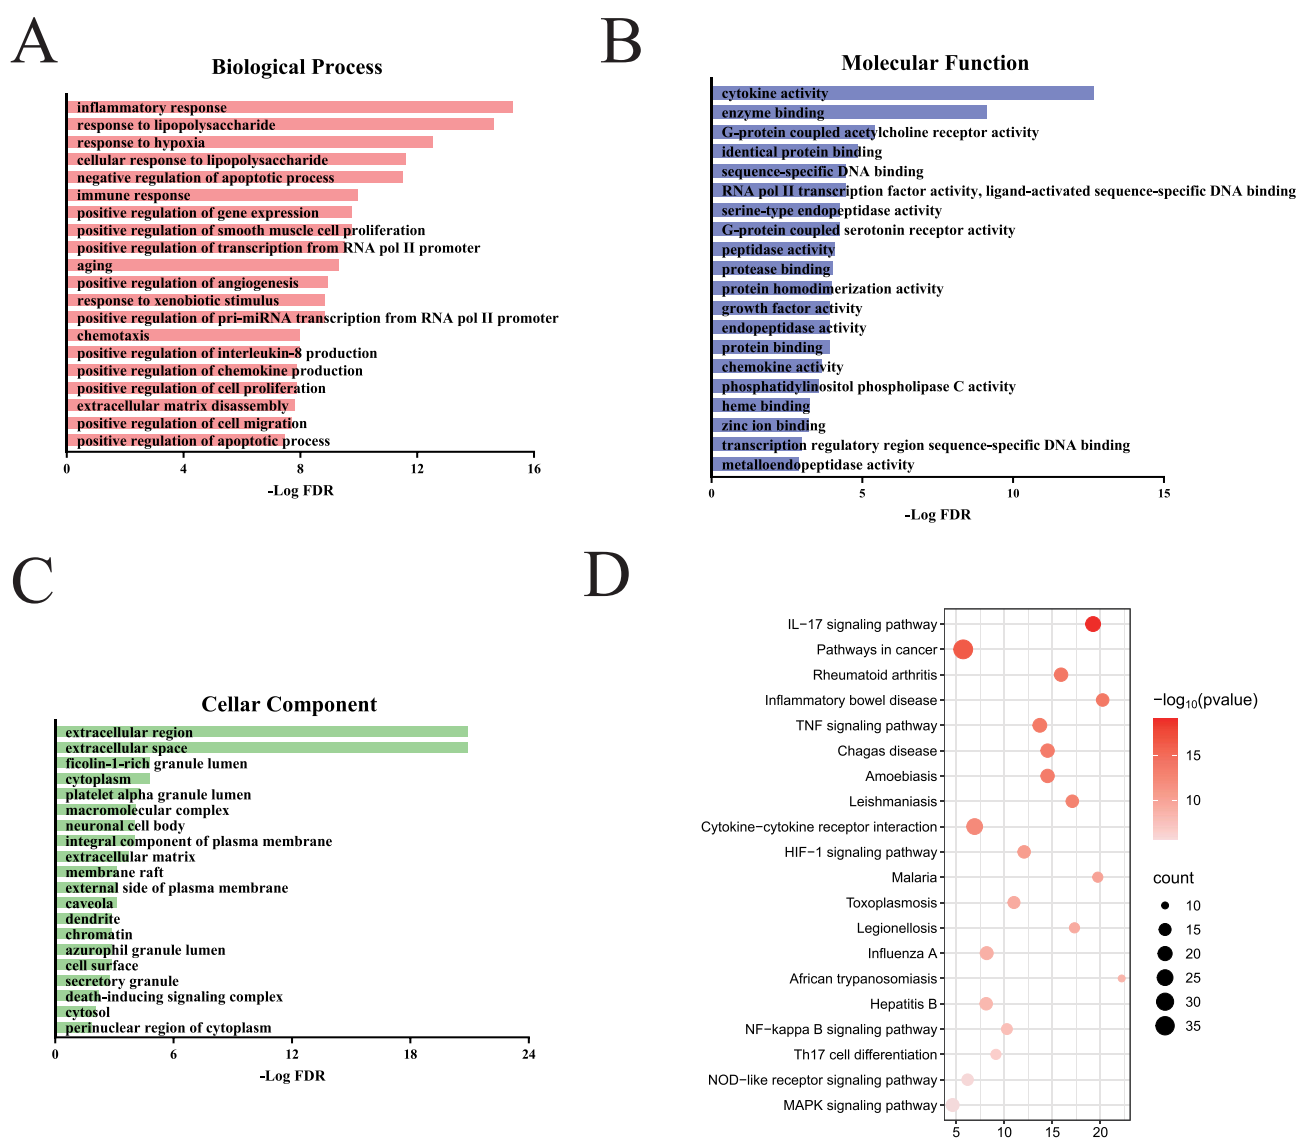 A
Biological Process
inflammatory response
response to lipopolysaccharide
response to hypoxia
cellular response to lipopolysaccharide
negative regulation of apoptotic process
immune response
positive regulation of gene expression
positive regulation of smooth muscle cell proliferation
positive regulation of transcription from RNA pol II promoter
aging
positive regulation of angiogenesis
response to xenobiotic stimulus
positive regulation of pri-miRNA transcription from RNA pol II promoter
chemotaxis
positive regulation of interleukin-8 production
positive regulation of chemokine production
positive regulation of cell proliferation
extracellular matrix disassembly
positive regulation of cell migration
positive regulation of apoptotic process
0 4 8 12 16
-Log FDR
B
Molecular Function
cytokine activity
enzyme binding
G-protein coupled acetylcholine receptor activity
identical protein binding
sequence-specific DNA binding
RNA pol II transcription factor activity, ligand-activated sequence-specific DNA binding
serine-type endopeptidase activity
G-protein coupled serotonin receptor activity
peptidase activity
protease binding
protein homodimerization activity
growth factor activity
endopeptidase activity
protein binding
chemokine activity
phosphatidylinositol phospholipase C activity
heme binding
zinc ion binding
transcription regulatory region sequence-specific DNA binding
metalloendopeptidase activity
0 5 10 15
-Log FDR
C
Cellar Component
extracellular region
extracellular space
ficolin-1-rich granule lumen
cytoplasm
platelet alpha granule lumen
macromolecular complex
neuronal cell body
integral component of plasma membrane
extracellular matrix
membrane raft
external side of plasma membrane
caveola
dendrite
chromatin
azurophil granule lumen
cell surface
secretory granule
death-inducing signaling complex
cytosol
perinuclear region of cytoplasm
0 6 12 18 24
-Log FDR
D
IL−17 signaling pathway
Pathways in cancer
Rheumatoid arthritis
Inflammatory bowel disease
TNF signaling pathway
Chagas disease
Amoebiasis
Leishmaniasis
Cytokine−cytokine receptor interaction
HIF−1 signaling pathway
Malaria
Toxoplasmosis
Legionellosis
Influenza A
African trypanosomiasis
Hepatitis B
NF−kappa B signaling pathway
Th17 cell differentiation
NOD−like receptor signaling pathway
MAPK signaling pathway
5 10 15 20
−log₁₀(pvalue)
15
10
count
10
15
20
25
30
35